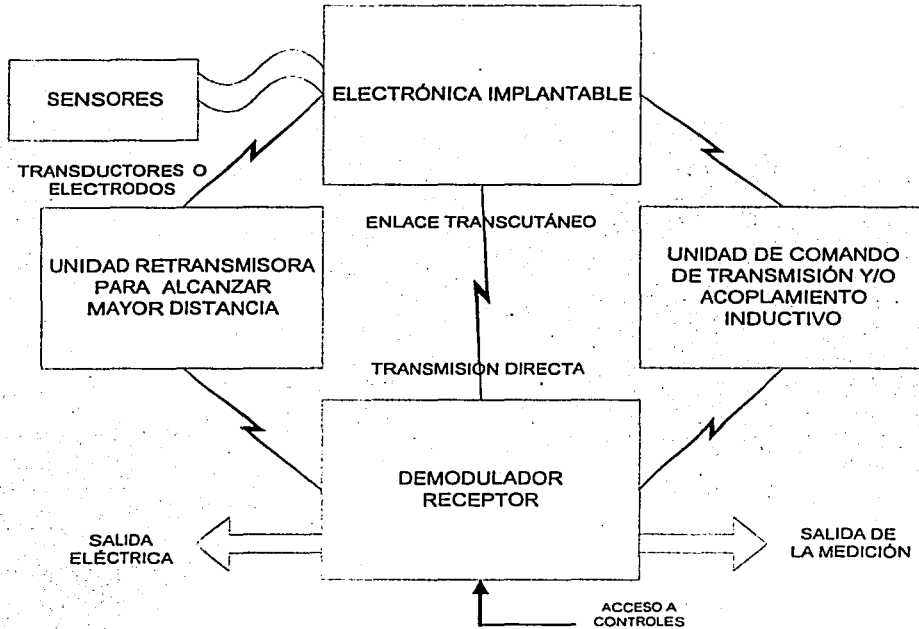 SENSORES
ELECTRÓNICA IMPLANTABLE
TRANSDUCTORES O
ELECTRODOS
ENLACE TRANSCUTÁNEO
UNIDAD RETRANSMISORA
PARA ALCANZAR
MAYOR DISTANCIA
UNIDAD DE COMANDO
DE TRANSMISIÓN Y/O
ACOPLAMIENTO
INDUCTIVO
TRANSMISIÓN DIRECTA
DEMODULADOR
RECEPTOR
SALIDA
ELÉCTRICA
SALIDA DE
LA MEDICIÓN
ACCESO A
CONTROLES